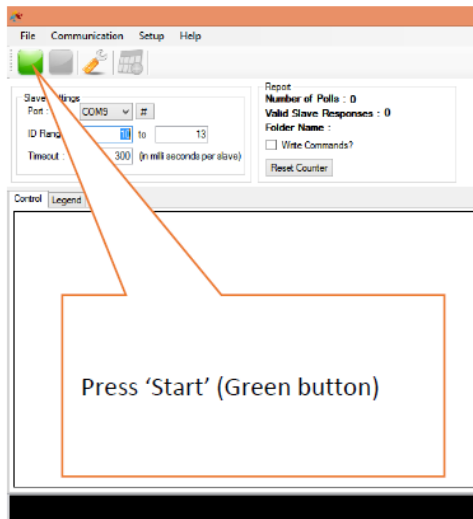 File Communication Setup Help
Slave Settings
Port : COM9 #
ID Range 10 to 13
Timeout : 300 (in mili seconds per slave)
Report
Number of Polls : 0
Valid Slave Responses : 0
Folder Name :
Write Commands?
Reset Counter
Control Legend
Press ‘Start’ (Green button)